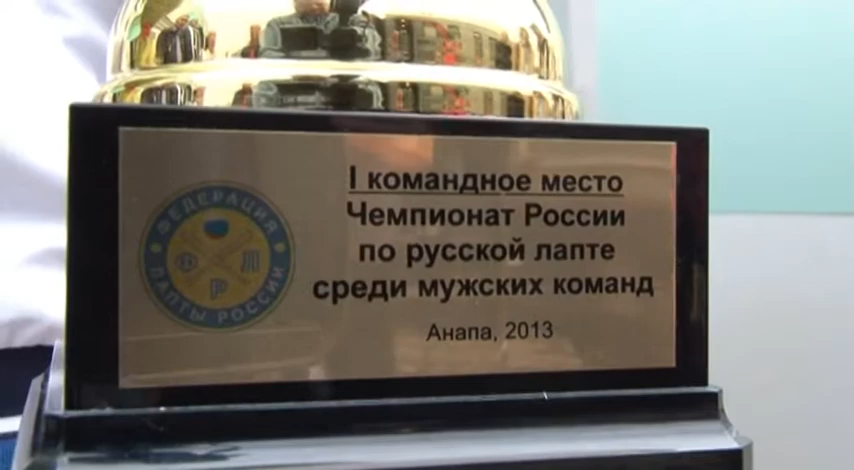 I командное место
Чемпионат России
по русской лапте
среди мужских команд
Анапа, 2013
ФЕДЕРАЦИЯ
ЛАПТЫ РОССИИ
Ф Л
Р